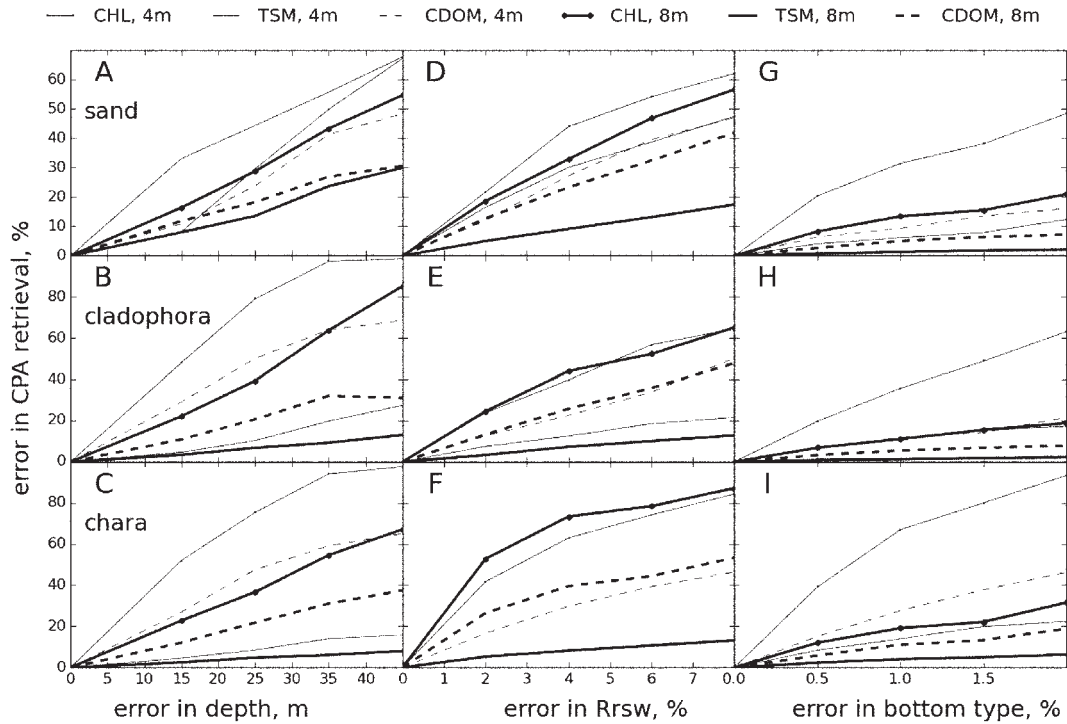 CHL, 4m TSM, 4m CDOM, 4m CHL, 8m TSM, 8m CDOM, 8m
A D G
sand
60
50
40
30
20
10
0
B E H
cladophora
80
60
40
20
0
C F I
chara
80
60
40
20
0
error in CPA retrieval, %
0 5 10 15 20 25 30 35 40 0 1 2 3 4 5 6 7 0.0 0.5 1.0 1.5
error in depth, m error in Rrsw, % error in bottom type, %